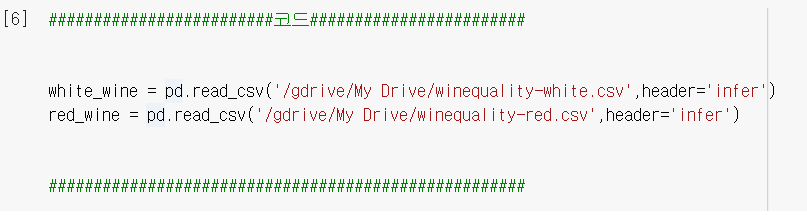 [6] #########################코드########################
white_wine = pd.read_csv('/gdrive/My Drive/winequality-white.csv',header='infer')
red_wine = pd.read_csv('/gdrive/My Drive/winequality-red.csv',header='infer')
#####################################################